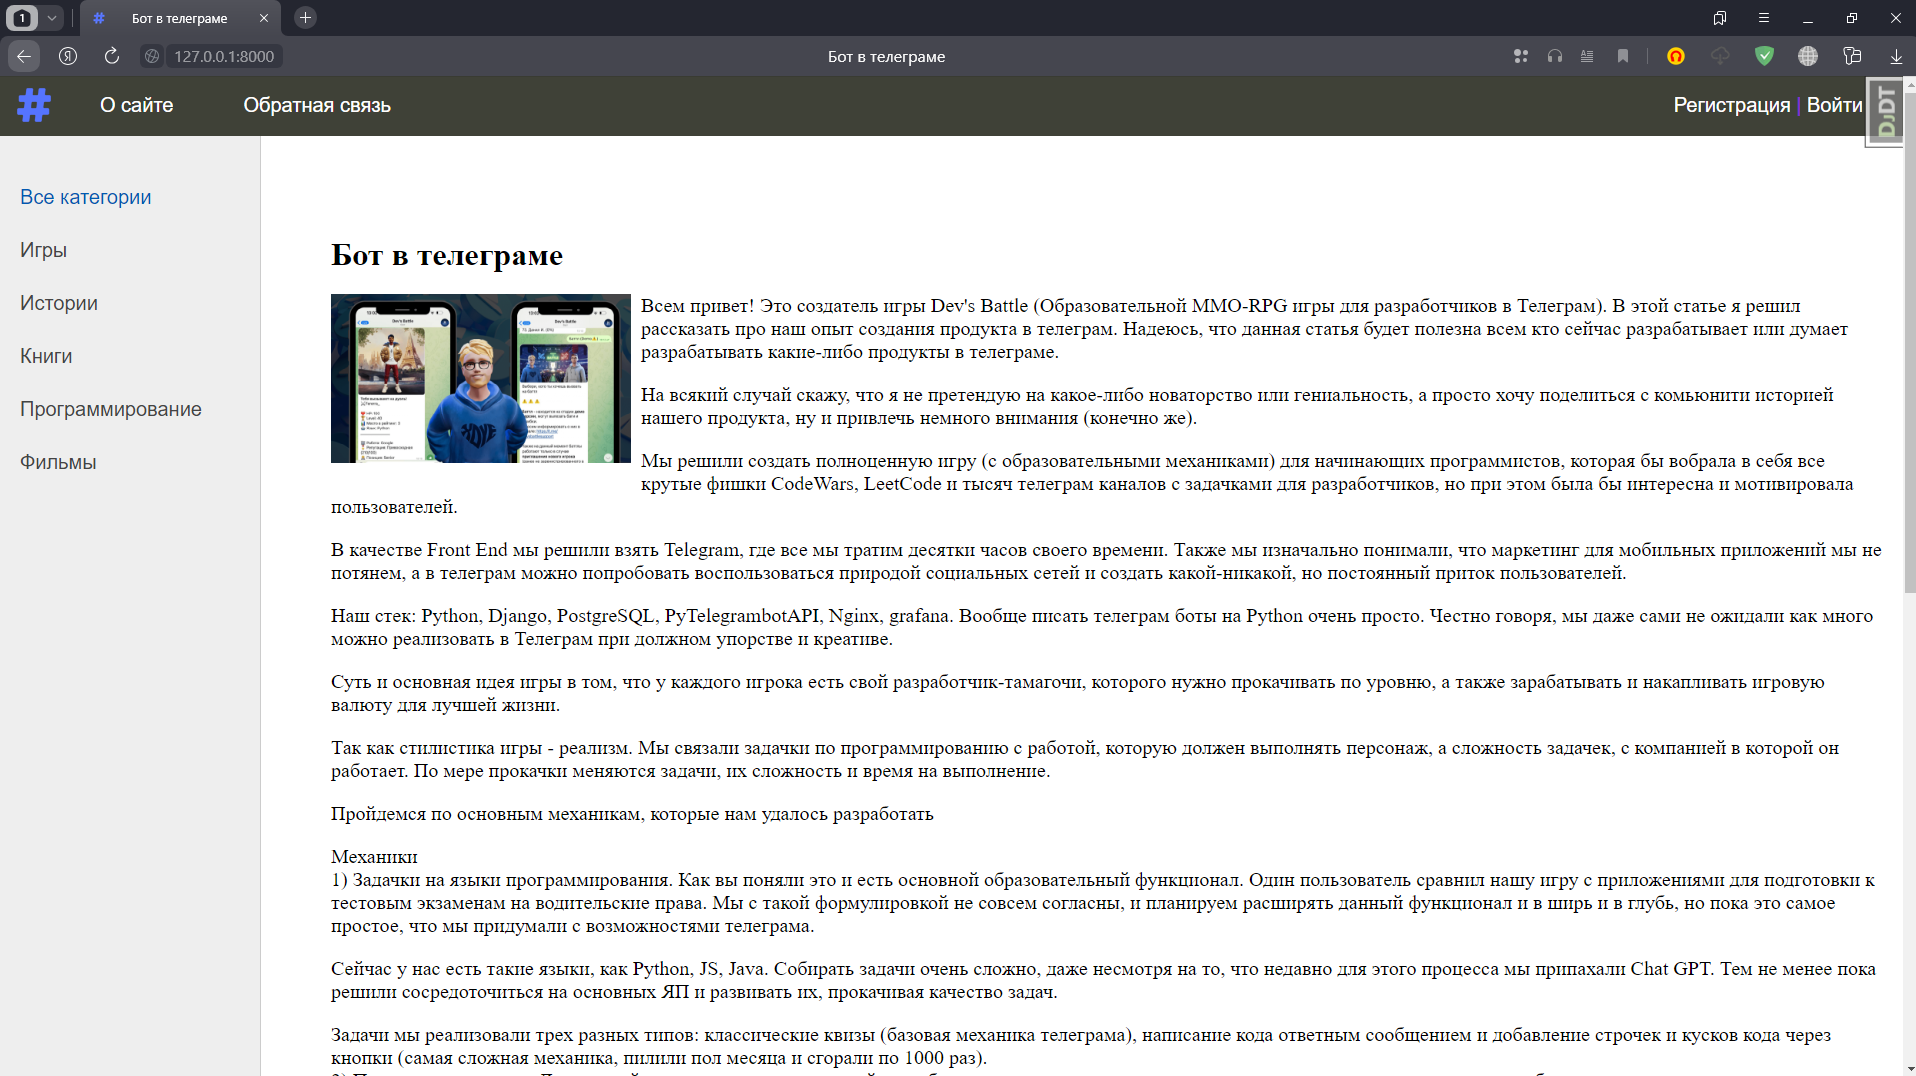 1
Бот в телеграме
127.0.0.1:8000
Бот в телеграме
О сайте
Обратная связь
Регистрация | Войти
DJDT
Все категории
Игры
Истории
Книги
Программирование
Фильмы
Бот в телеграме
Всем привет! Это создатель игры Dev's Battle (Образовательной MMO-RPG игры для разработчиков в Телеграм). В этой статье я решил
рассказать про наш опыт создания продукта в телеграм. Надеюсь, что данная статья будет полезна всем кто сейчас разрабатывает или думает
разрабатывать какие-либо продукты в телеграме.
На всякий случай скажу, что я не претендую на какое-либо новаторство или гениальность, а просто хочу поделиться с комьюнити историей
нашего продукта, ну и привлечь немного внимания (конечно же).
Мы решили создать полноценную игру (с образовательными механиками) для начинающих программистов, которая бы вобрала в себя все
крутые фишки CodeWars, LeetCode и тысяч телеграм каналов с задачками для разработчиков, но при этом была бы интересна и мотивировала
пользователей.
В качестве Front End мы решили взять Telegram, где все мы тратим десятки часов своего времени. Также мы изначально понимали, что маркетинг для мобильных приложений мы не
потянем, а в телеграм можно попробовать воспользоваться природой социальных сетей и создать какой-никакой, но постоянный приток пользователей.
Наш стек: Python, Django, PostgreSQL, PyTelegrambotAPI, Nginx, grafana. Вообще писать телеграм боты на Python очень просто. Честно говоря, мы даже сами не ожидали как много
можно реализовать в Телеграм при должном упорстве и креативе.
Суть и основная идея игры в том, что у каждого игрока есть свой разработчик-тамагочи, которого нужно прокачивать по уровню, а также зарабатывать и накапливать игровую
валюту для лучшей жизни.
Так как стилистика игры - реализм. Мы связали задачки по программированию с работой, которую должен выполнять персонаж, а сложность задачек, с компанией в которой он
работает. По мере прокачки меняются задачи, их сложность и время на выполнение.
Пройдемся по основным механикам, которые нам удалось разработать
Механики
1) Задачки на языки программирования. Как вы поняли это и есть основной образовательный функционал. Один пользователь сравнил нашу игру с приложениями для подготовки к
тестовым экзаменам на водительские права. Мы с такой формулировкой не совсем согласны, и планируем расширять данный функционал и в ширь и в глубь, но пока это самое
простое, что мы придумали с возможностями телеграма.
Сейчас у нас есть такие языки, как Python, JS, Java. Собирать задачи очень сложно, даже несмотря на то, что недавно для этого процесса мы припахали Chat GPT. Тем не менее пока
решили сосредоточиться на основных ЯП и развивать их, прокачивая качество задач.
Задачи мы реализовали трех разных типов: классические квизы (базовая механика телеграма), написание кода ответным сообщением и добавление строчек и кусков кода через
кнопки (самая сложная механика, пилили пол месяца и сгорали по 1000 раз).